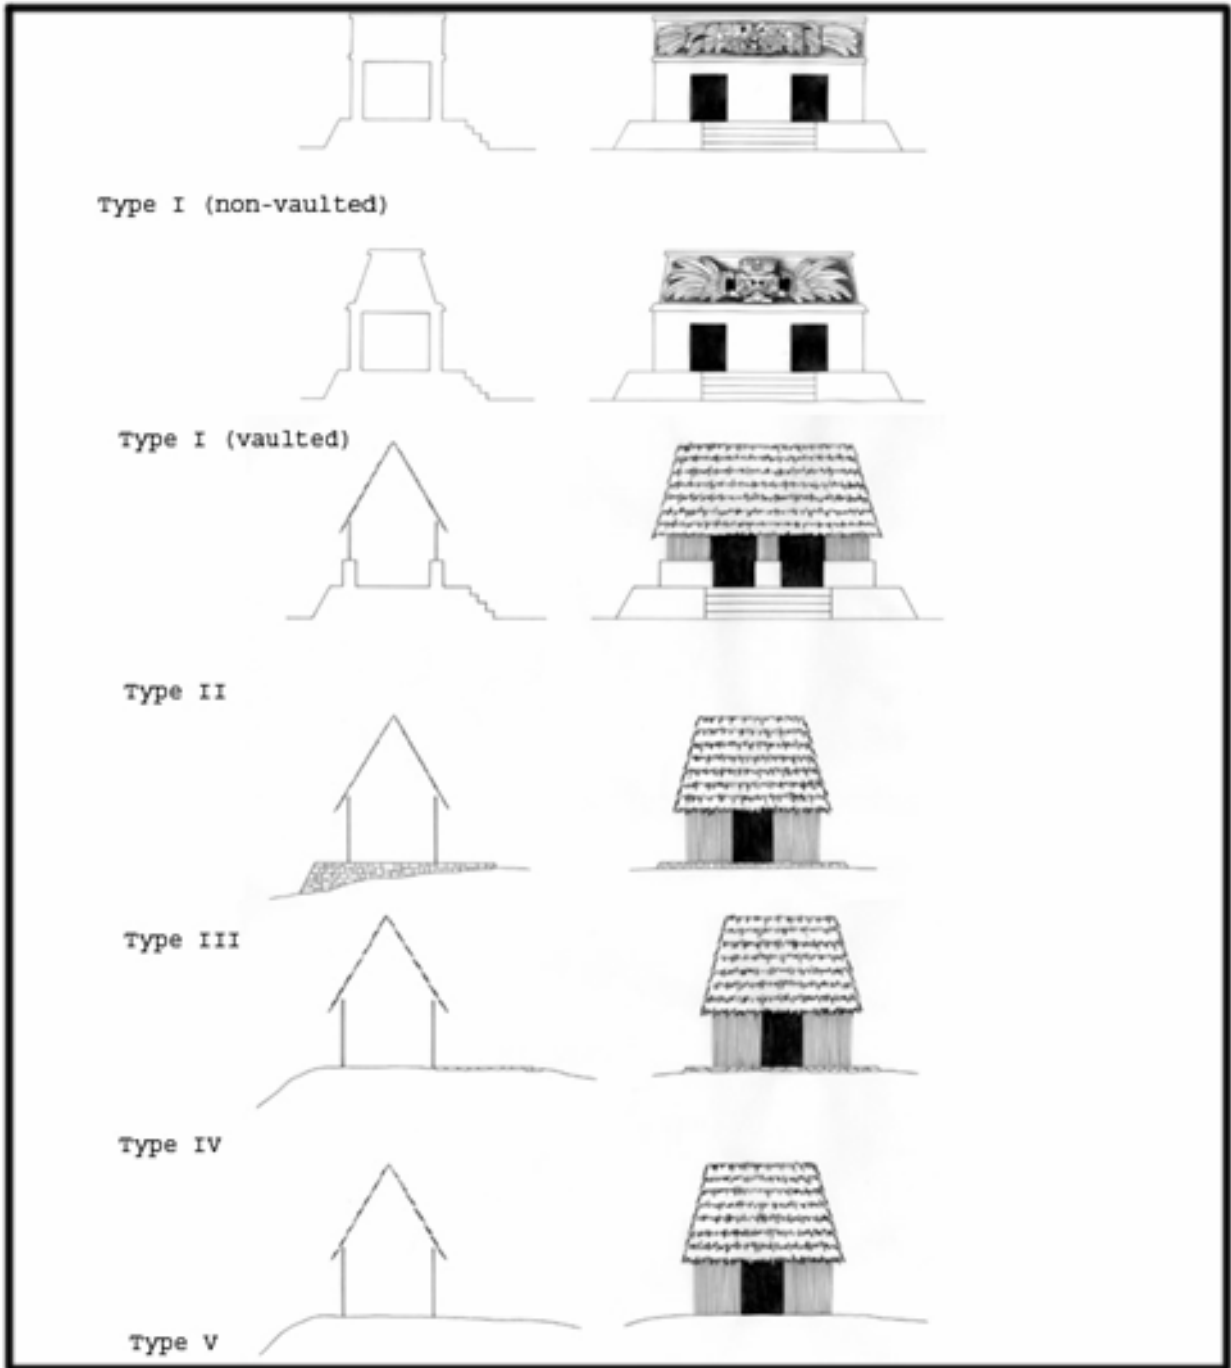 Type I (non-vaulted)
Type I (vaulted)
Type II
Type III
Type IV
Type V